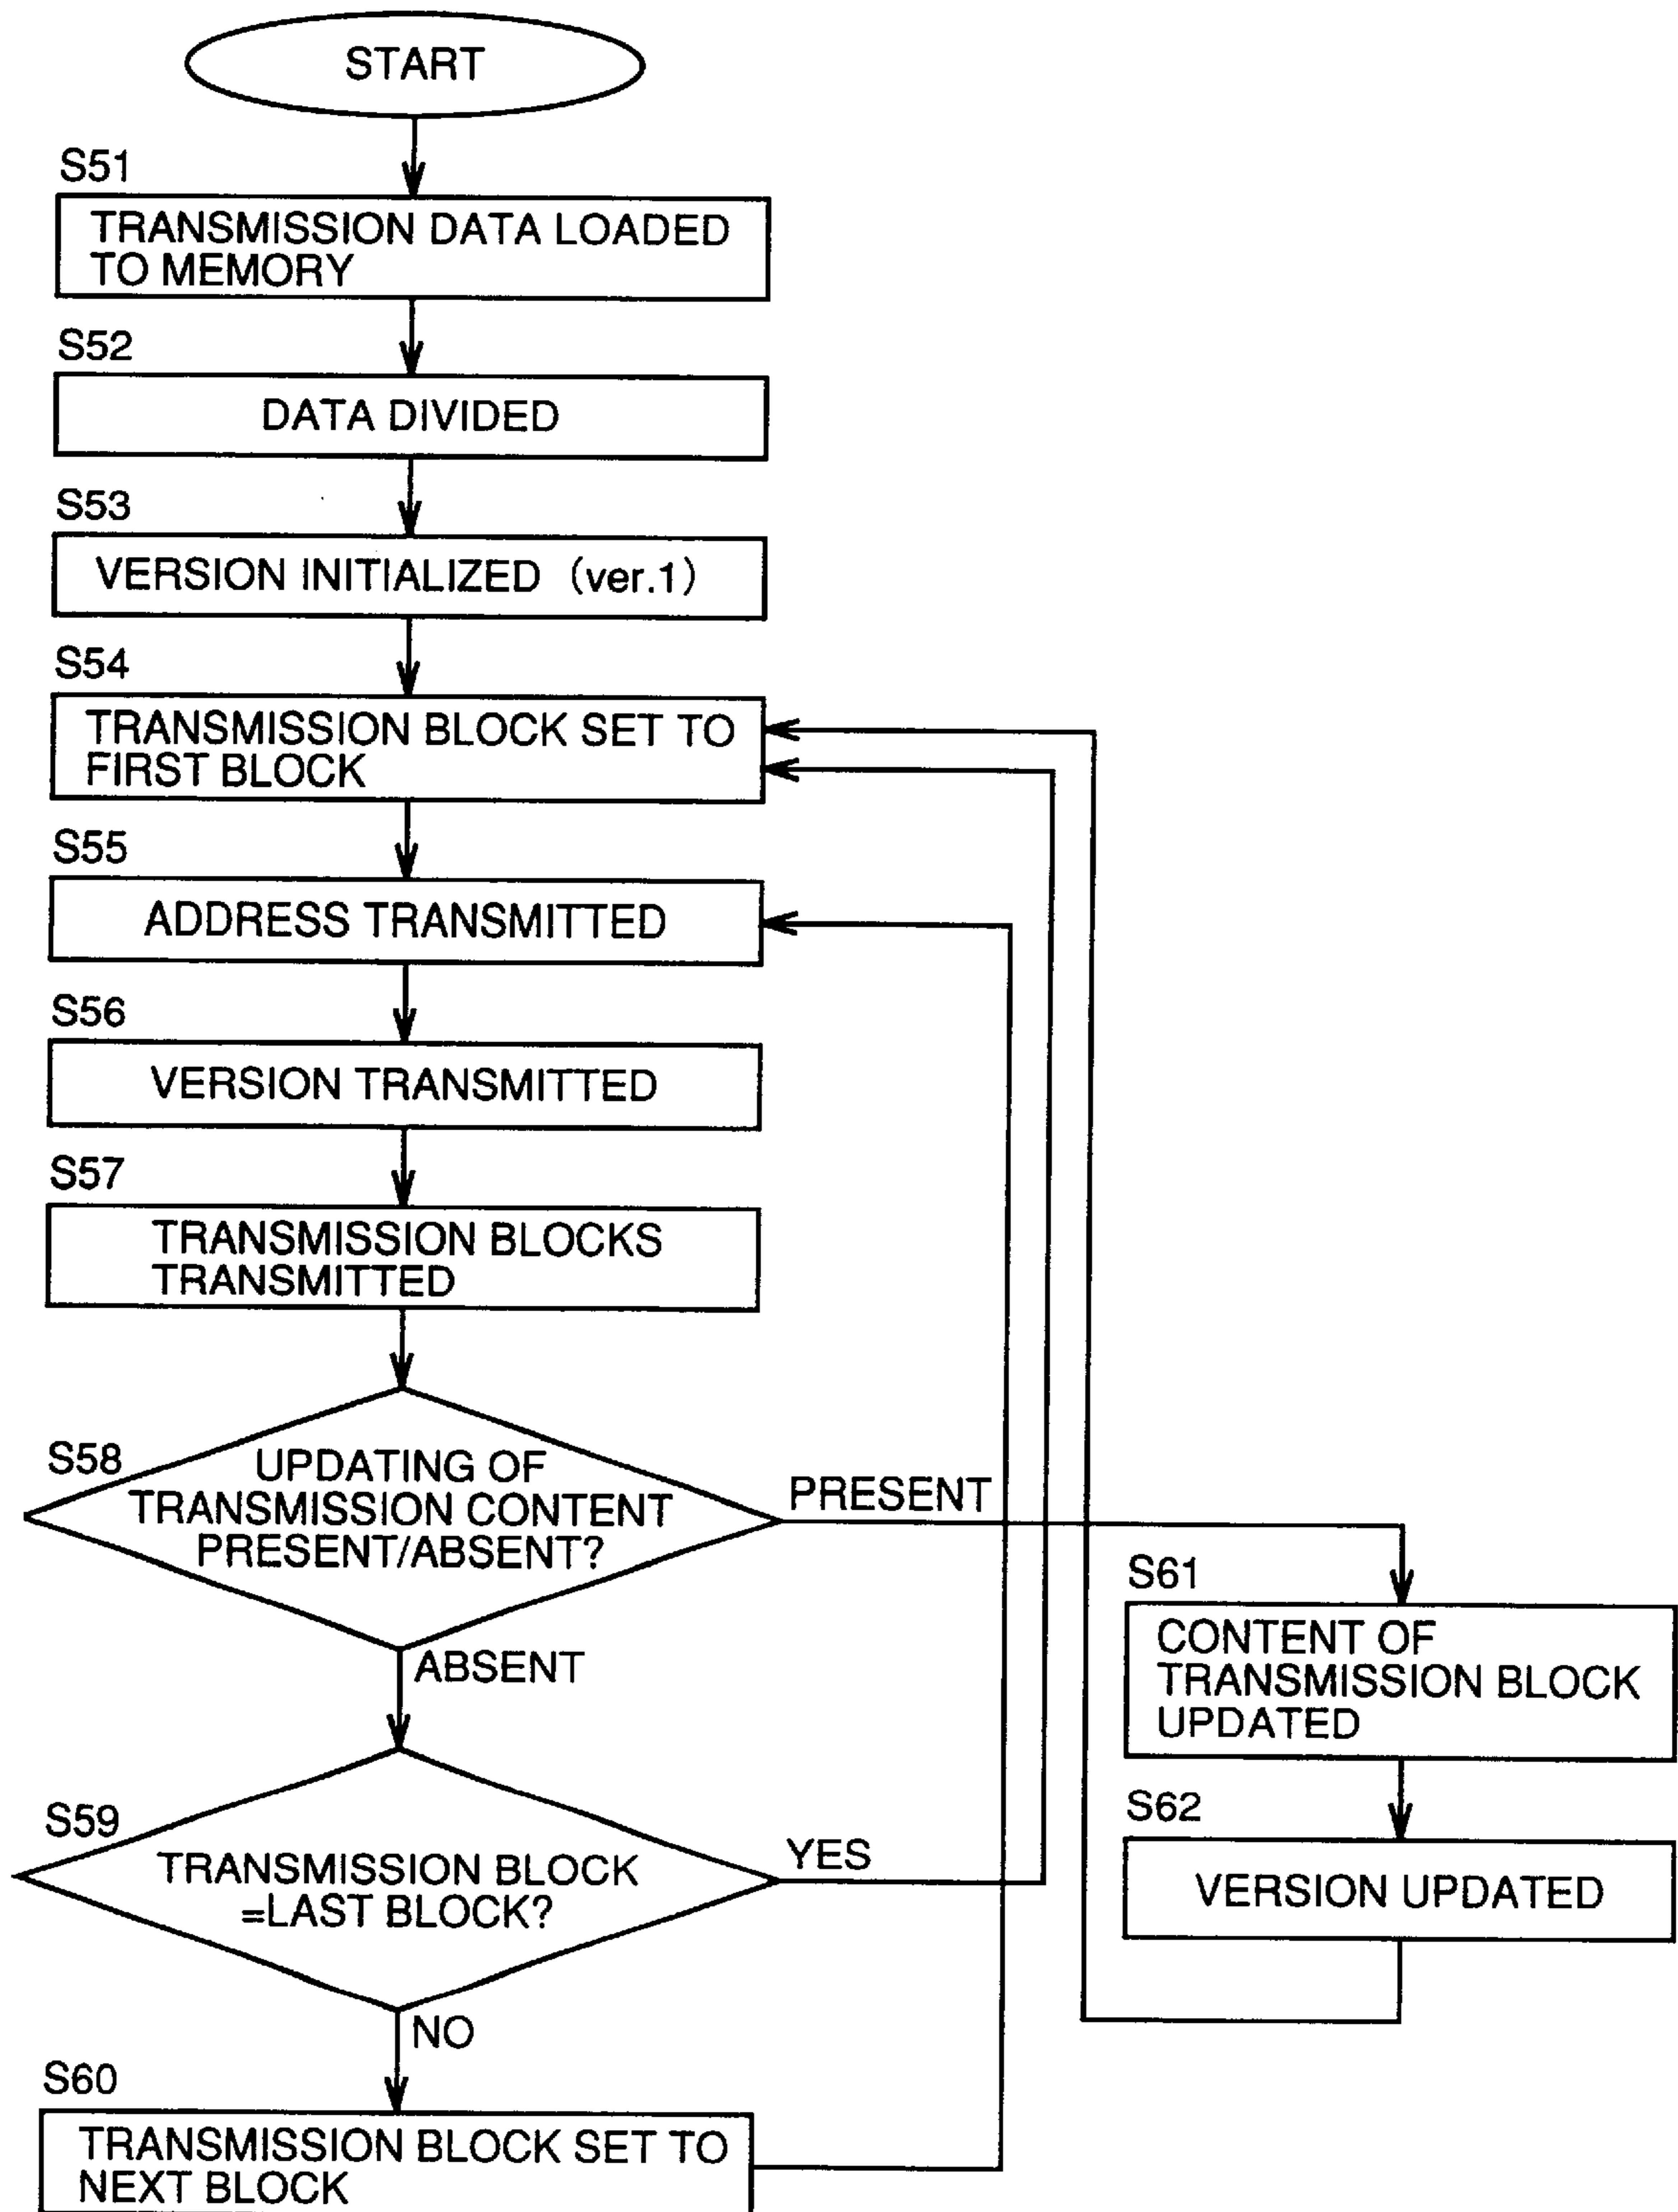 START
S51
TRANSMISSION DATA LOADED
TO MEMORY
S52
DATA DIVIDED
S53
VERSION INITIALIZED (ver.1)
S54
TRANSMISSION BLOCK SET TO
FIRST BLOCK
S55
ADDRESS TRANSMITTED
S56
VERSION TRANSMITTED
S57
TRANSMISSION BLOCKS
TRANSMITTED
S58
UPDATING OF
TRANSMISSION CONTENT
PRESENT/ABSENT?
PRESENT
ABSENT
S59
TRANSMISSION BLOCK
=LAST BLOCK?
YES
NO
S60
TRANSMISSION BLOCK SET TO
NEXT BLOCK
S61
CONTENT OF
TRANSMISSION BLOCK
UPDATED
S62
VERSION UPDATED